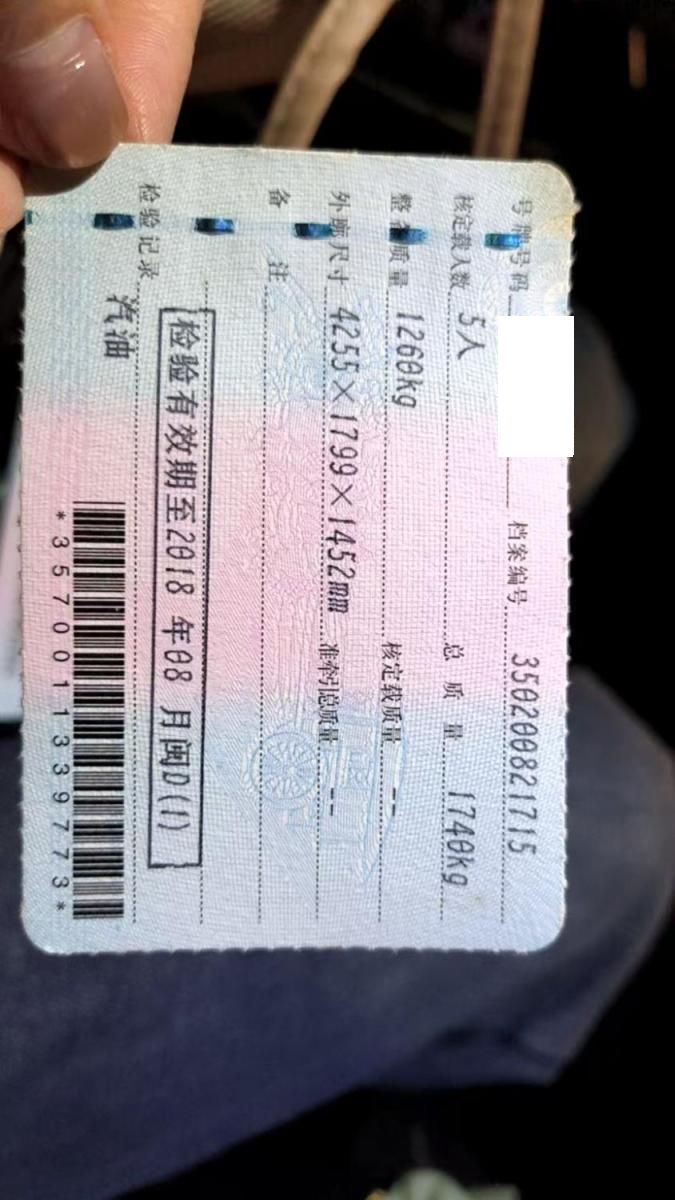 号牌号码 档案编号 350200821715
核定载人数 5人 总质量 1740kg
整备质量 1260kg 核定载质量 --
外廓尺寸 4255×1799×1452mm 准牵引总质量 --
备注
检验有效期至2018年08月闽D(1)
检验记录
汽油
*3570011339773*